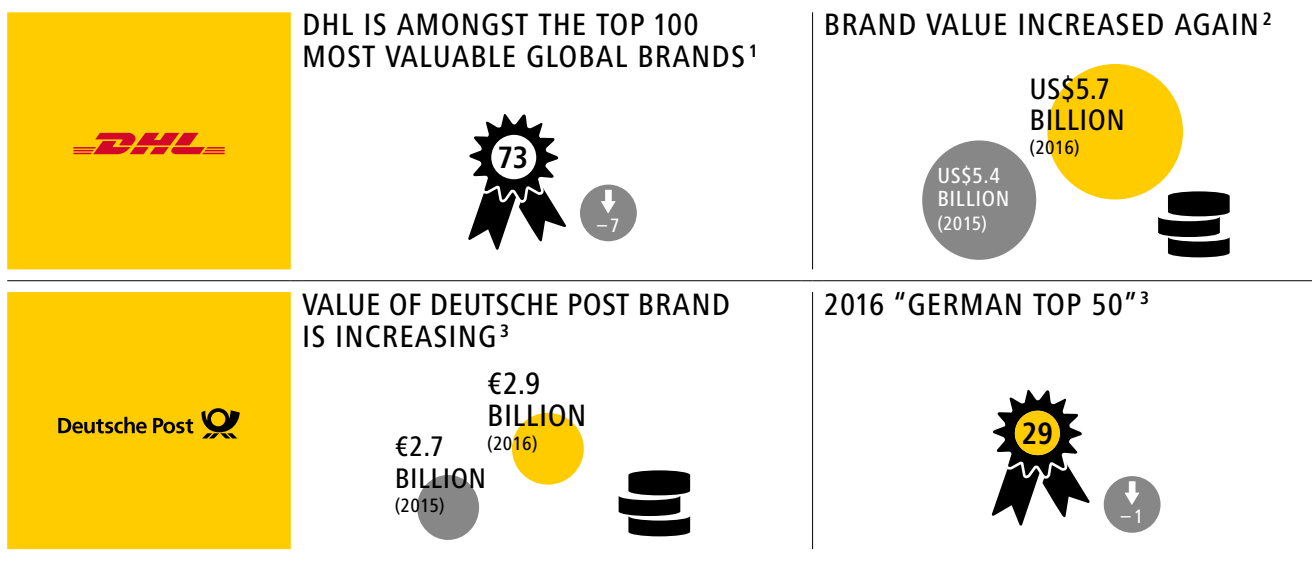 DHL
DHL IS AMONGST THE TOP 100
MOST VALUABLE GLOBAL BRANDS¹
73
–7
BRAND VALUE INCREASED AGAIN²
US$5.7
BILLION
(2016)
US$5.4
BILLION
(2015)
Deutsche Post
VALUE OF DEUTSCHE POST BRAND
IS INCREASING³
€2.9
BILLION
(2016)
€2.7
BILLION
(2015)
2016 “GERMAN TOP 50”³
29
–1